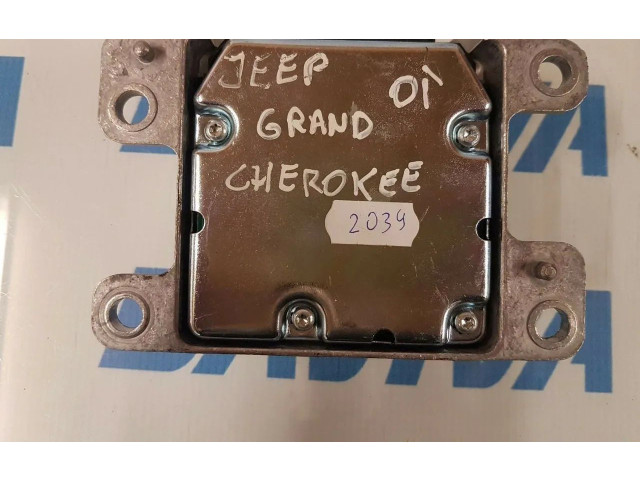 JEEP 01
GRAND
CHEROKEE
2039